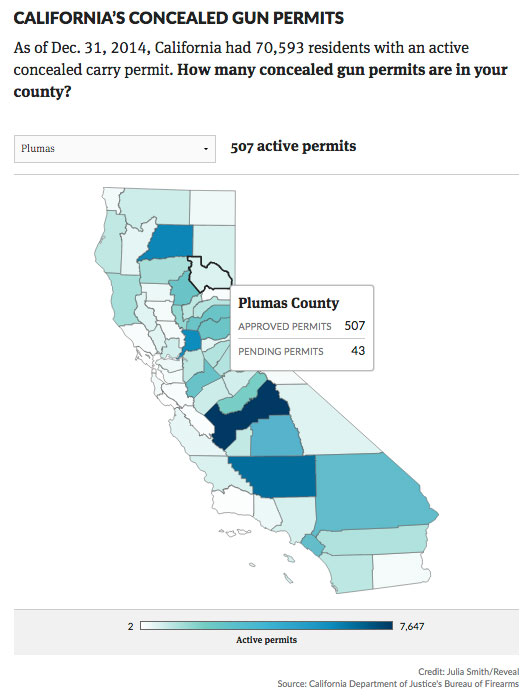 CALIFORNIA'S CONCEALED GUN PERMITS
As of Dec. 31, 2014, California had 70,593 residents with an active
concealed carry permit. How many concealed gun permits are in your
county?
Plumas
507 active permits
Plumas County
APPROVED PERMITS 507
PENDING PERMITS 43
2 7,647
Active permits
Credit: Julia Smith/Reveal
Source: California Department of Justice's Bureau of Firearms